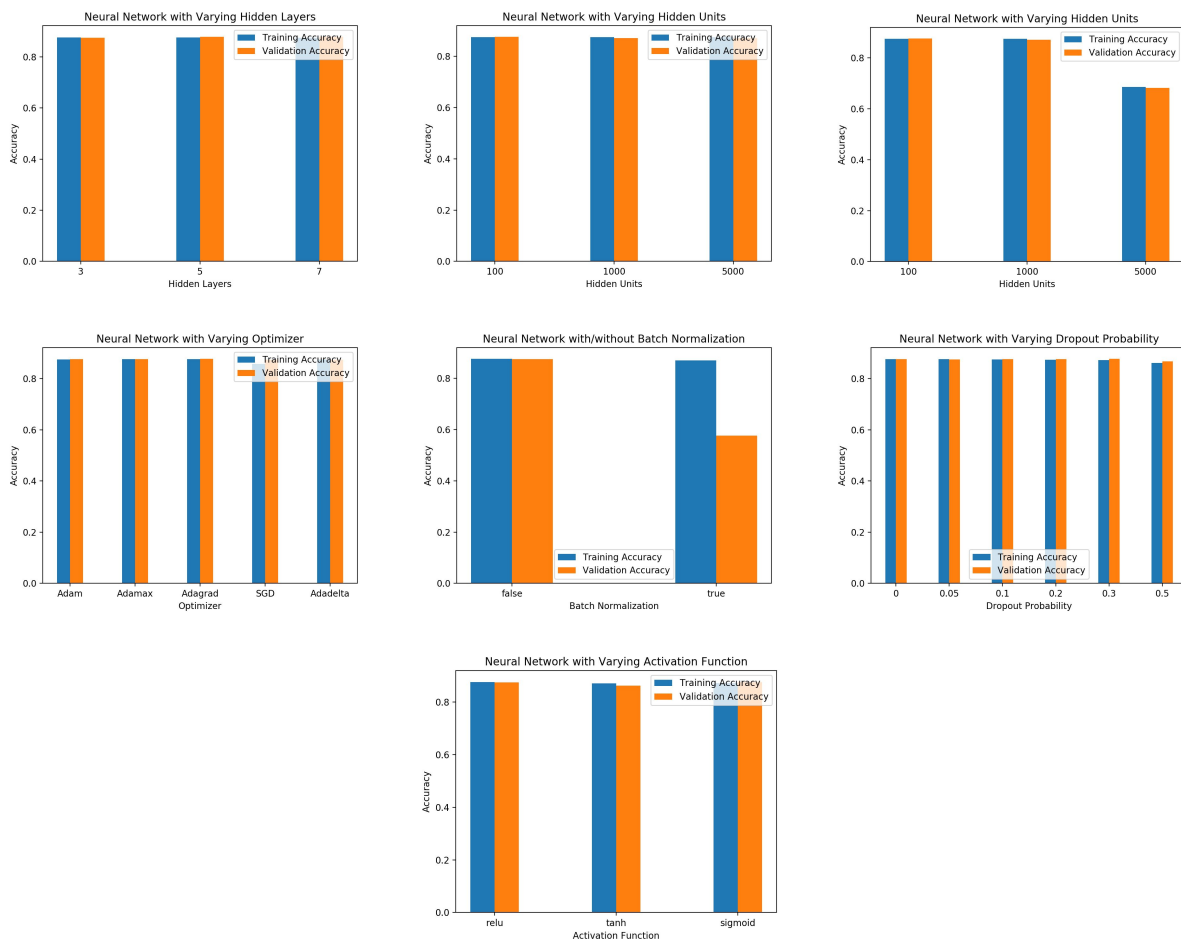 Neural Network with Varying Hidden Layers
Training Accuracy
Validation Accuracy
Accuracy
0.8
0.6
0.4
0.2
0.0
3 5 7
Hidden Layers
Neural Network with Varying Hidden Units
Training Accuracy
Validation Accuracy
Accuracy
0.8
0.6
0.4
0.2
0.0
100 1000 5000
Hidden Units
Neural Network with Varying Hidden Units
Training Accuracy
Validation Accuracy
Accuracy
0.8
0.6
0.4
0.2
0.0
100 1000 5000
Hidden Units
Neural Network with Varying Optimizer
Training Accuracy
Validation Accuracy
Accuracy
0.8
0.6
0.4
0.2
0.0
Adam Adamax Adagrad SGD Adadelta
Optimizer
Neural Network with/without Batch Normalization
Accuracy
0.8
0.6
0.4
0.2
0.0
Training Accuracy
Validation Accuracy
false true
Batch Normalization
Neural Network with Varying Dropout Probability
Accuracy
0.8
0.6
0.4
0.2
0.0
Training Accuracy
Validation Accuracy
0 0.05 0.1 0.2 0.3 0.5
Dropout Probability
Neural Network with Varying Activation Function
Training Accuracy
Validation Accuracy
Accuracy
0.8
0.6
0.4
0.2
0.0
relu tanh sigmoid
Activation Function